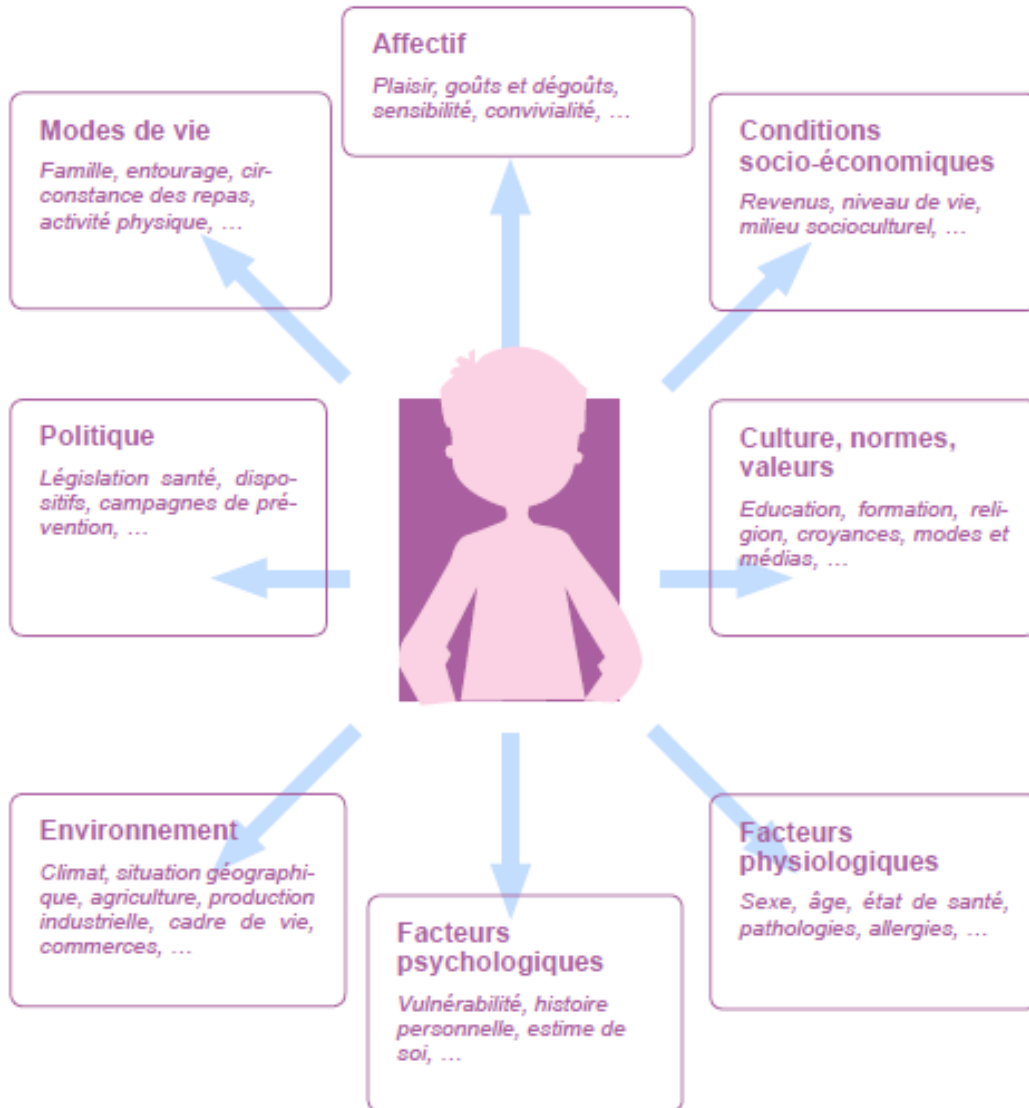 Affectif
Plaisir, goûts et dégoûts,
sensibilité, convivialité, …
Modes de vie
Famille, entourage, cir-
constance des repas,
activité physique, …
Conditions
socio-économiques
Revenus, niveau de vie,
milieu socioculturel, …
Politique
Législation santé, dispo-
sitifs, campagnes de pré-
vention, …
Culture, normes,
valeurs
Education, formation, reli-
gion, croyances, modes et
médias, …
Environnement
Climat, situation géographi-
que, agriculture, production
industrielle, cadre de vie,
commerces, …
Facteurs
psychologiques
Vulnérabilité, histoire
personnelle, estime de
soi, …
Facteurs
physiologiques
Sexe, âge, état de santé,
pathologies, allergies, …